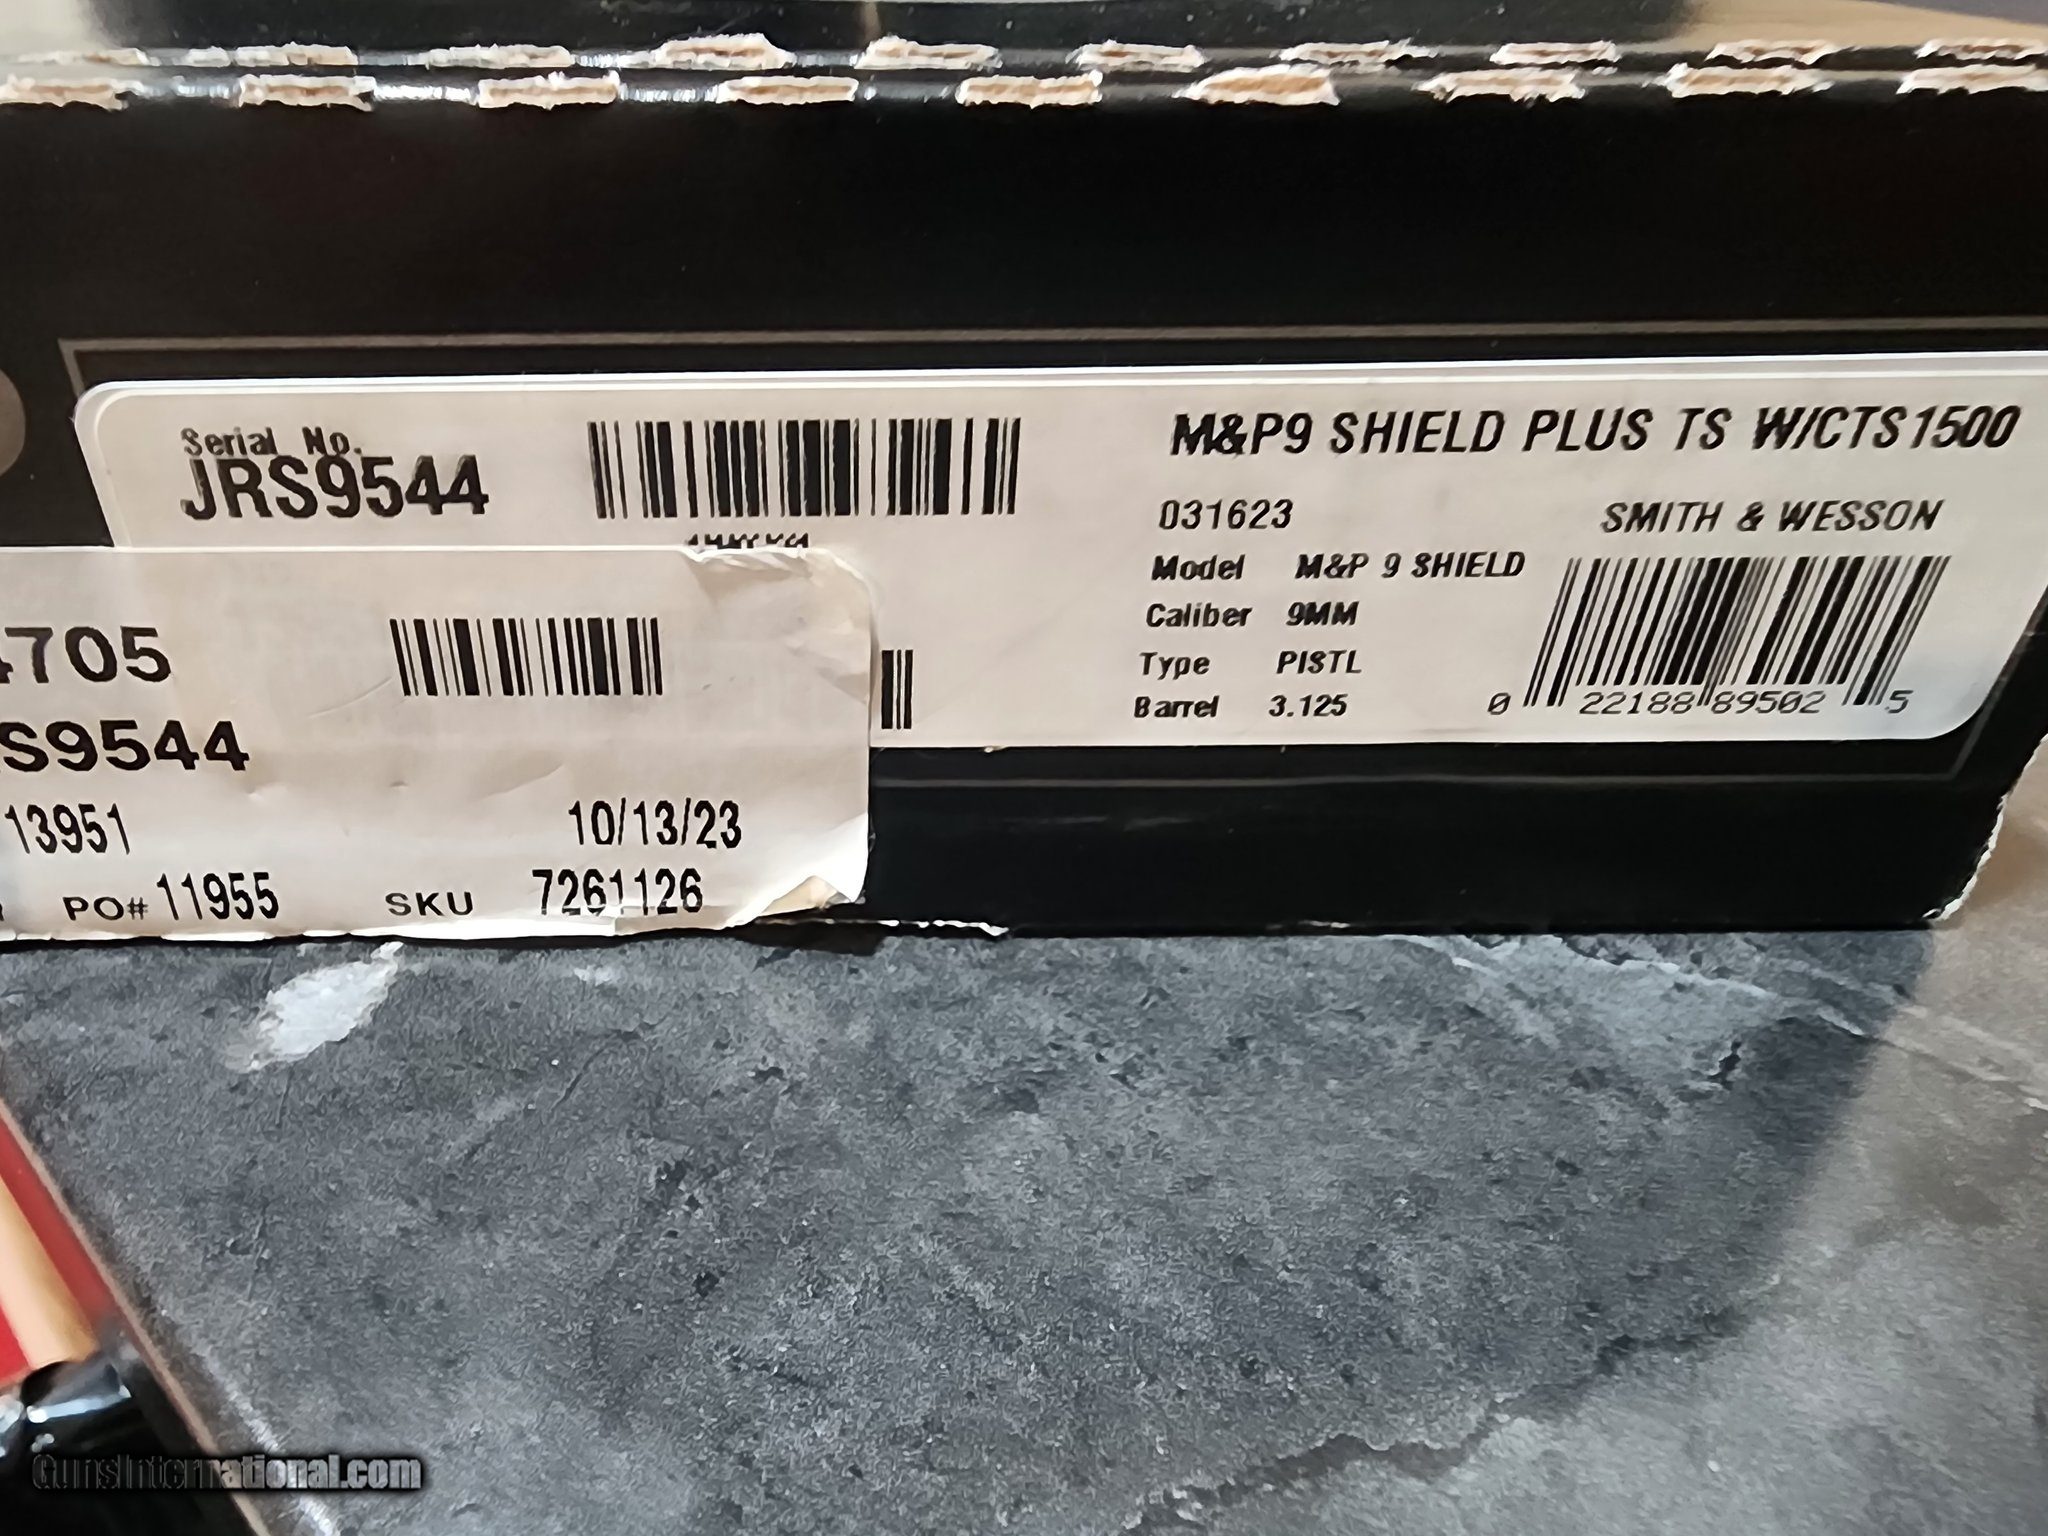 Serial No.
JRS9544
M&P9 SHIELD PLUS TS W/CTS1500
031623
SMITH & WESSON
Model M&P 9 SHIELD
Caliber 9MM
Type PISTL
Barrel 3.125
0 22188 89502 5
4705
S9544
13951
10/13/23
PO# 11955 SKU 7261126
GunsInternational.com